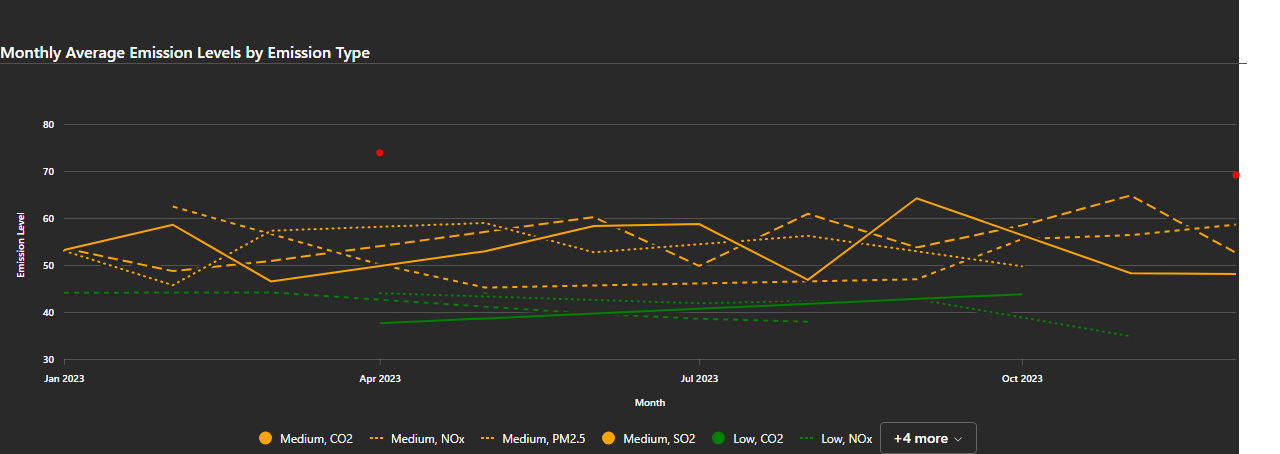 Monthly Average Emission Levels by Emission Type
80
70
60
50
40
30
Emission Level
Jan 2023 Apr 2023 Jul 2023 Oct 2023
Month
Medium, CO2 Medium, NOx Medium, PM2.5 Medium, SO2 Low, CO2 Low, NOx +4 more